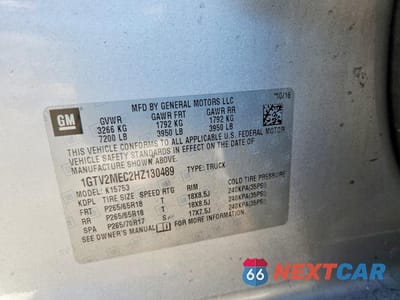 MFD BY GENERAL MOTORS LLC
10/16
GM
GVWR GAWR FRT GAWR RR
3266 KG 1792 KG 1792 KG
7200 LB 3950 LB 3950 LB
THIS VEHICLE CONFORMS TO ALL APPLICABLE U.S. FEDERAL MOTOR
VEHICLE SAFETY STANDARDS IN EFFECT ON THE DATE OF
MANUFACTURE SHOWN ABOVE.
1GTV2MEC2HZ130489 TYPE: TRUCK
MODEL: K15753
KDPL TIRE SIZE SPEED RTG RIM COLD TIRE PRESSURE
FRT P265/65R18 T 18X8.5J 240KPA(35PSI)
RR P265/65R18 T 18X8.5J 240KPA(35PSI)
SPA P265/70R17 S 17X7.5J 240KPA(35PSI)
SEE OWNER'S MANUAL FOR ADDITIONAL INFORMATION.
66 NEXTCAR